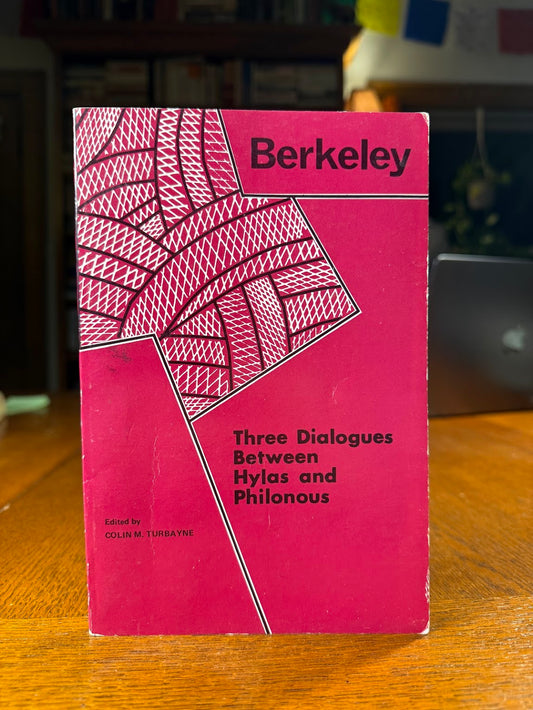 Berkeley
Three Dialogues
Between
Hylas and
Philonous
Edited by
COLIN M. TURBAYNE